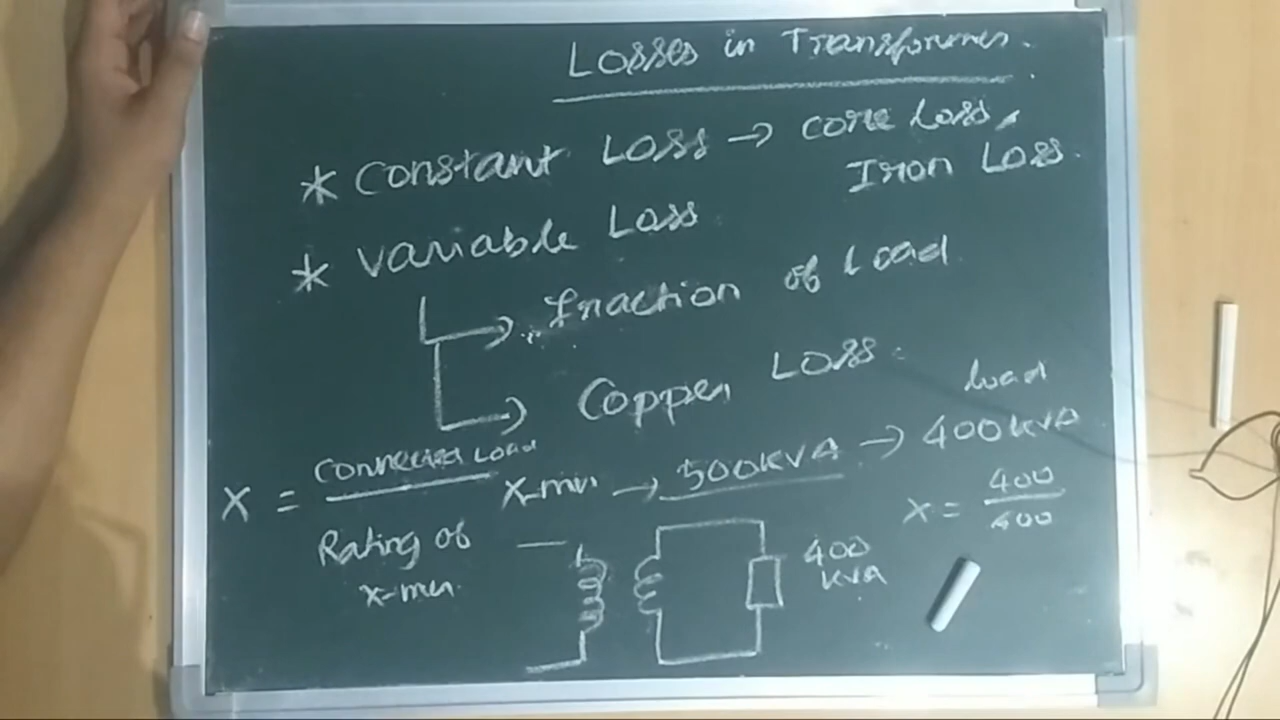 Losses in Transformer.
* Constant Loss → core Loss,
Iron Loss.
* Variable Loss
→ fraction of Load
→ Copper Loss
X = Connected Load / Rating of x-mer
X-mer → 500KVA → 400KVA
load
400 KVA
x = 400 / 500